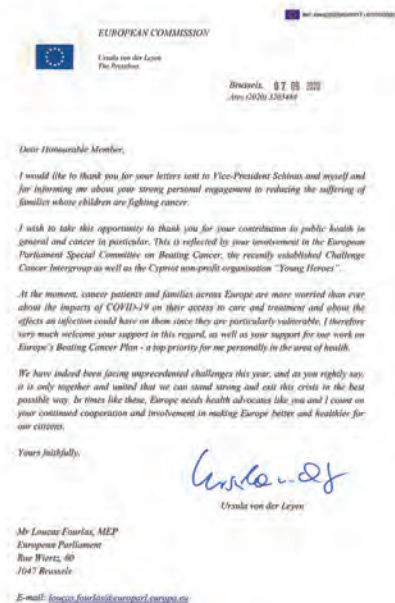 EUROPEAN COMMISSION
Ursula von der Leyen
The President
Brussels, 07 09 2020
Ares (2020)
Dear Honourable Member,
I would like to thank you for your letters sent to Vice-President Schinas and myself and
for informing me about your strong personal engagement to reducing the suffering of
families whose children are fighting cancer.
I wish to take this opportunity to thank you for your contribution to public health in
general and cancer in particular. This is reflected by your involvement in the European
Parliament Special Committee on Beating Cancer, the recently established Challenge
Cancer Intergroup as well as the Cypriot non-profit organisation "Young Heroes".
At the moment, cancer patients and families across Europe are more worried than ever
about the impacts of COVID-19 on their access to care and treatment and about the
effects an infection could have on them since they are particularly vulnerable. I therefore
very much welcome your support in this regard, as well as your support for our work on
Europe's Beating Cancer Plan - a top priority for me personally in the area of health.
We have indeed been facing unprecedented challenges this year, and as you rightly say,
it is only together and united that we can stand strong and exit this crisis in the best
possible way. In times like these, Europe needs health advocates like you and I count on
your continued cooperation and involvement in making Europe better and healthier for
our citizens.
Yours faithfully,
Ursula von der Leyen
Mr Loucas Fourlas, MEP
European Parliament
Rue Wiertz, 60
1047 Brussels
E-mail: loucas.fourlas@europarl.europa.eu